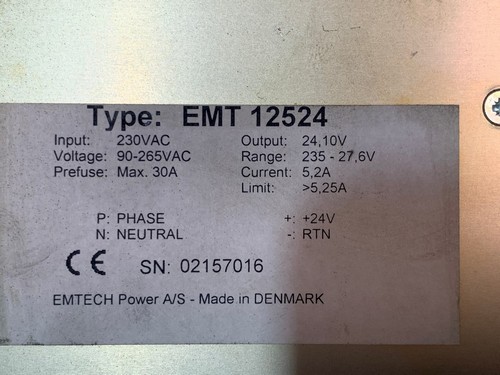 Type: EMT 12524
Input: 230VAC Output: 24,10V
Voltage: 90-265VAC Range: 235 - 27,6V
Prefuse: Max. 30A Current: 5,2A
Limit: >5,25A
P: PHASE +: +24V
N: NEUTRAL -: RTN
CE SN: 02157016
EMTECH Power A/S - Made in DENMARK